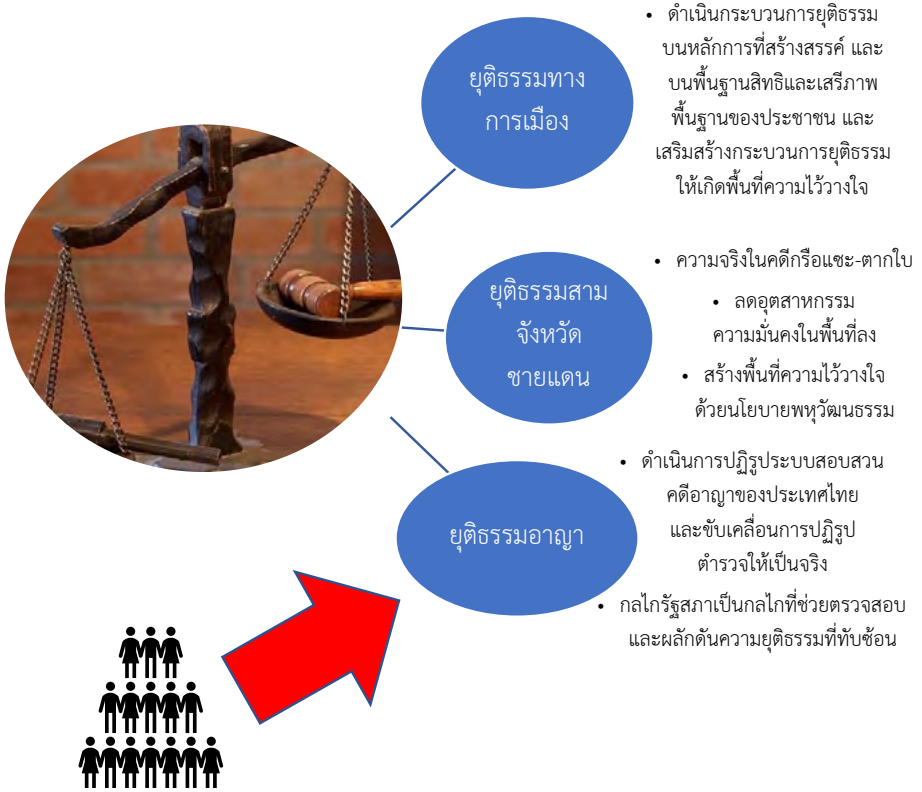 ยุติธรรมทาง
การเมือง
• ดำเนินกระบวนการยุติธรรม
บนหลักการที่สร้างสรรค์ และ
บนพื้นฐานสิทธิและเสรีภาพ
พื้นฐานของประชาชน และ
เสริมสร้างกระบวนการยุติธรรม
ให้เกิดพื้นที่ความไว้วางใจ
ยุติธรรมสาม
จังหวัด
ชายแดน
• ความจริงในคดีกรือแซะ-ตากใบ
• ลดอุตสาหกรรม
ความมั่นคงในพื้นที่ลง
• สร้างพื้นที่ความไว้วางใจ
ด้วยนโยบายพหุวัฒนธรรม
ยุติธรรมอาญา
• ดำเนินการปฏิรูประบบสอบสวน
คดีอาญาของประเทศไทย
และขับเคลื่อนการปฏิรูป
ตำรวจให้เป็นจริง
• กลไกรัฐสภาเป็นกลไกที่ช่วยตรวจสอบ
และผลักดันความยุติธรรมที่ทับซ้อน